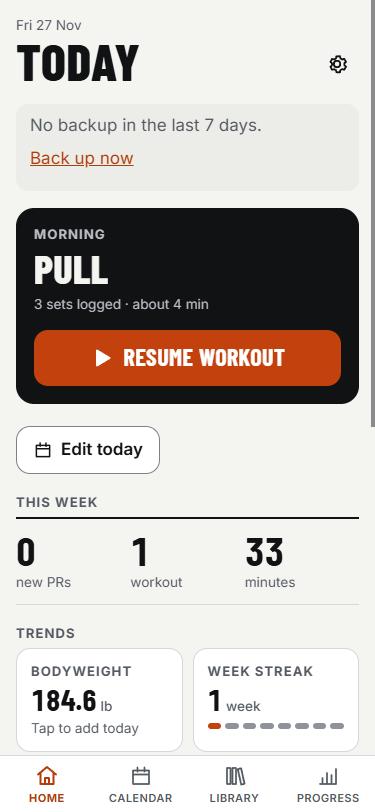 Fri 27 Nov
TODAY
No backup in the last 7 days.
Back up now
MORNING
PULL
3 sets logged · about 4 min
RESUME WORKOUT
Edit today
THIS WEEK
0 1 33
new PRs workout minutes
TRENDS
BODYWEIGHT WEEK STREAK
184.6 lb 1 week
Tap to add today
HOME CALENDAR LIBRARY PROGRESS